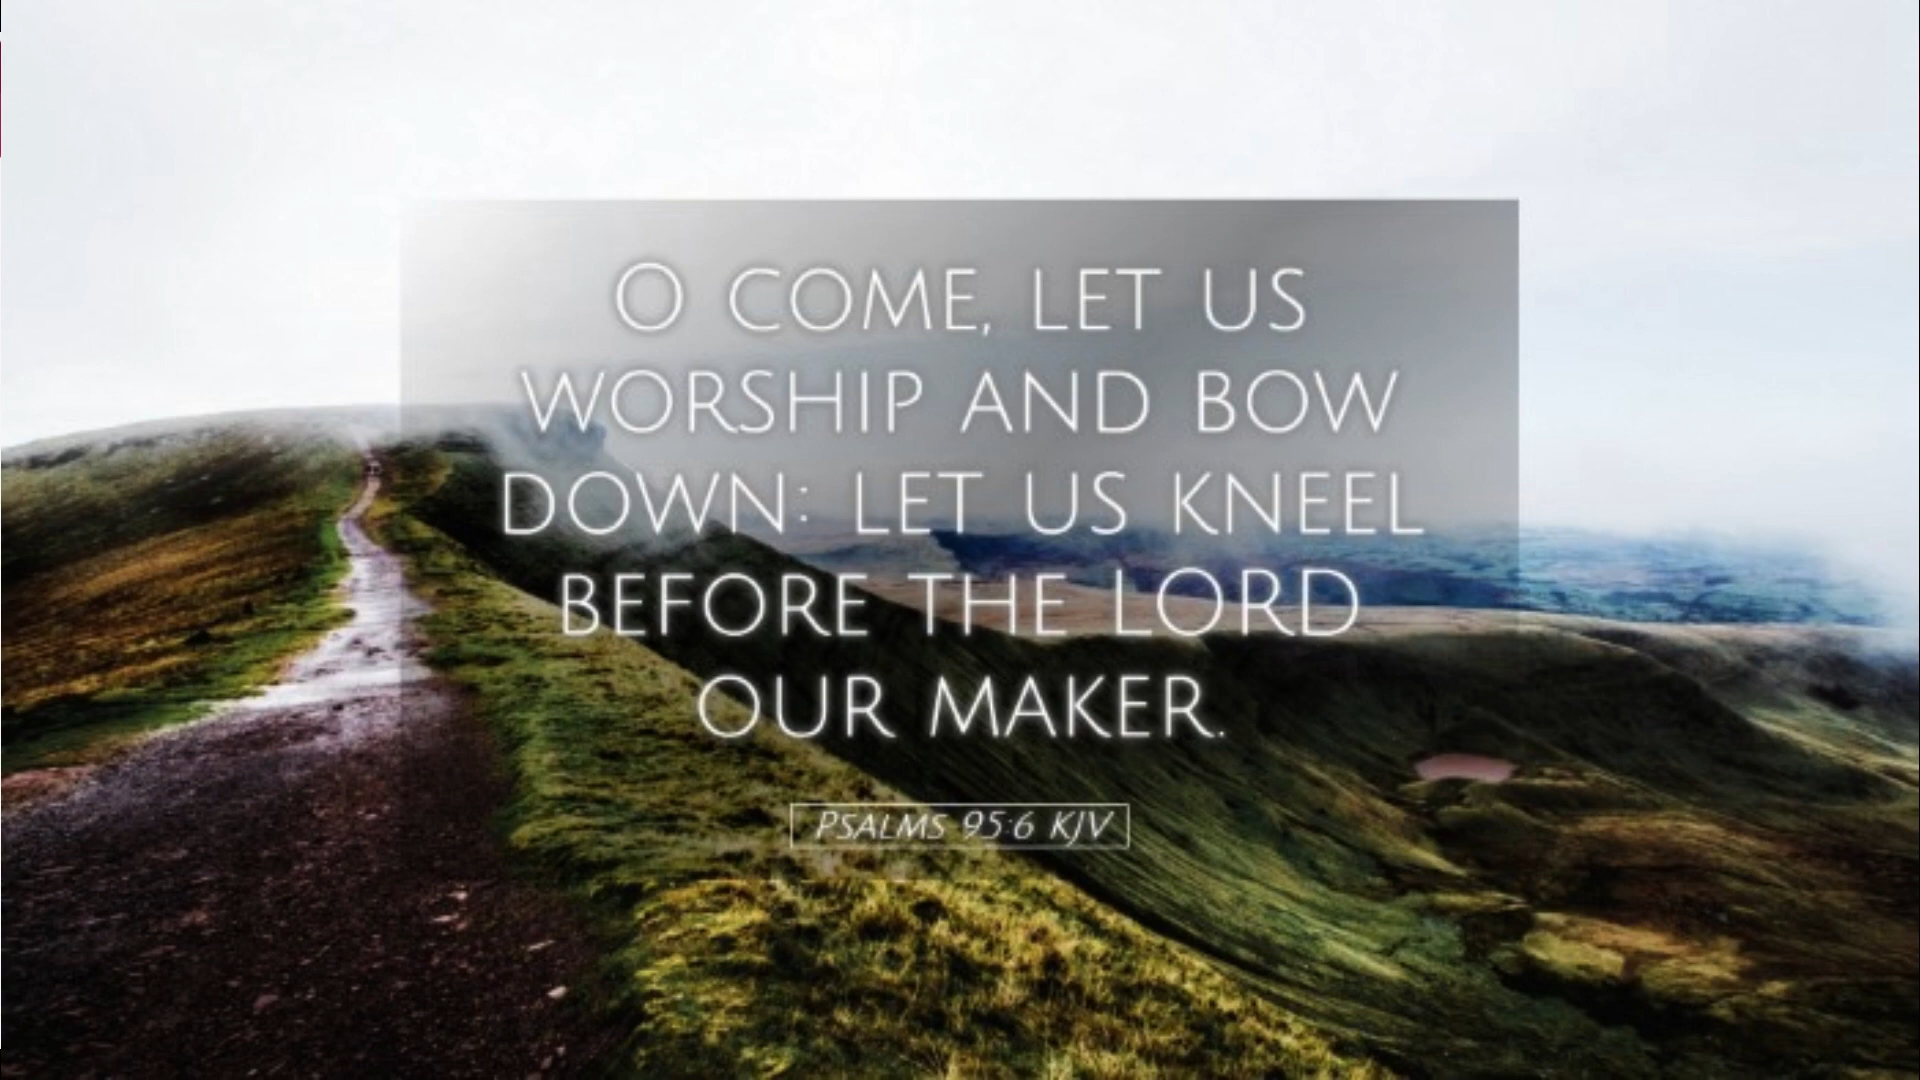 O COME, LET US
WORSHIP AND BOW
DOWN: LET US KNEEL
BEFORE THE LORD
OUR MAKER.
PSALMS 95:6 KJV